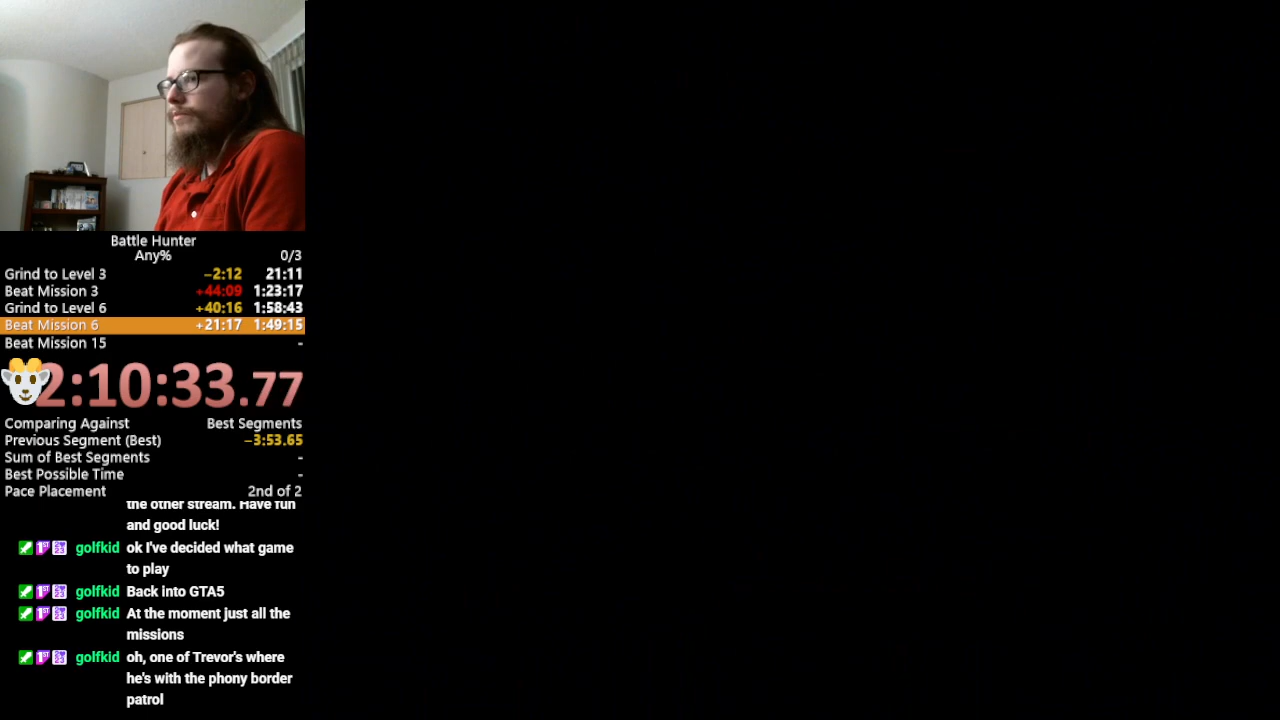 Battle Hunter
Any% 0/3
Grind to Level 3 −2:12 21:11
Beat Mission 3 +44:09 1:23:17
Grind to Level 6 +40:16 1:58:43
Beat Mission 6 +21:17 1:49:15
Beat Mission 15 -
2:10:33.77
Comparing Against Best Segments
Previous Segment (Best) −3:53.65
Sum of Best Segments -
Best Possible Time -
Pace Placement 2nd of 2
the other stream. Have fun
and good luck!
golfkid ok I've decided what game
to play
golfkid Back into GTA5
golfkid At the moment just all the
missions
golfkid oh, one of Trevor's where
he's with the phony border
patrol